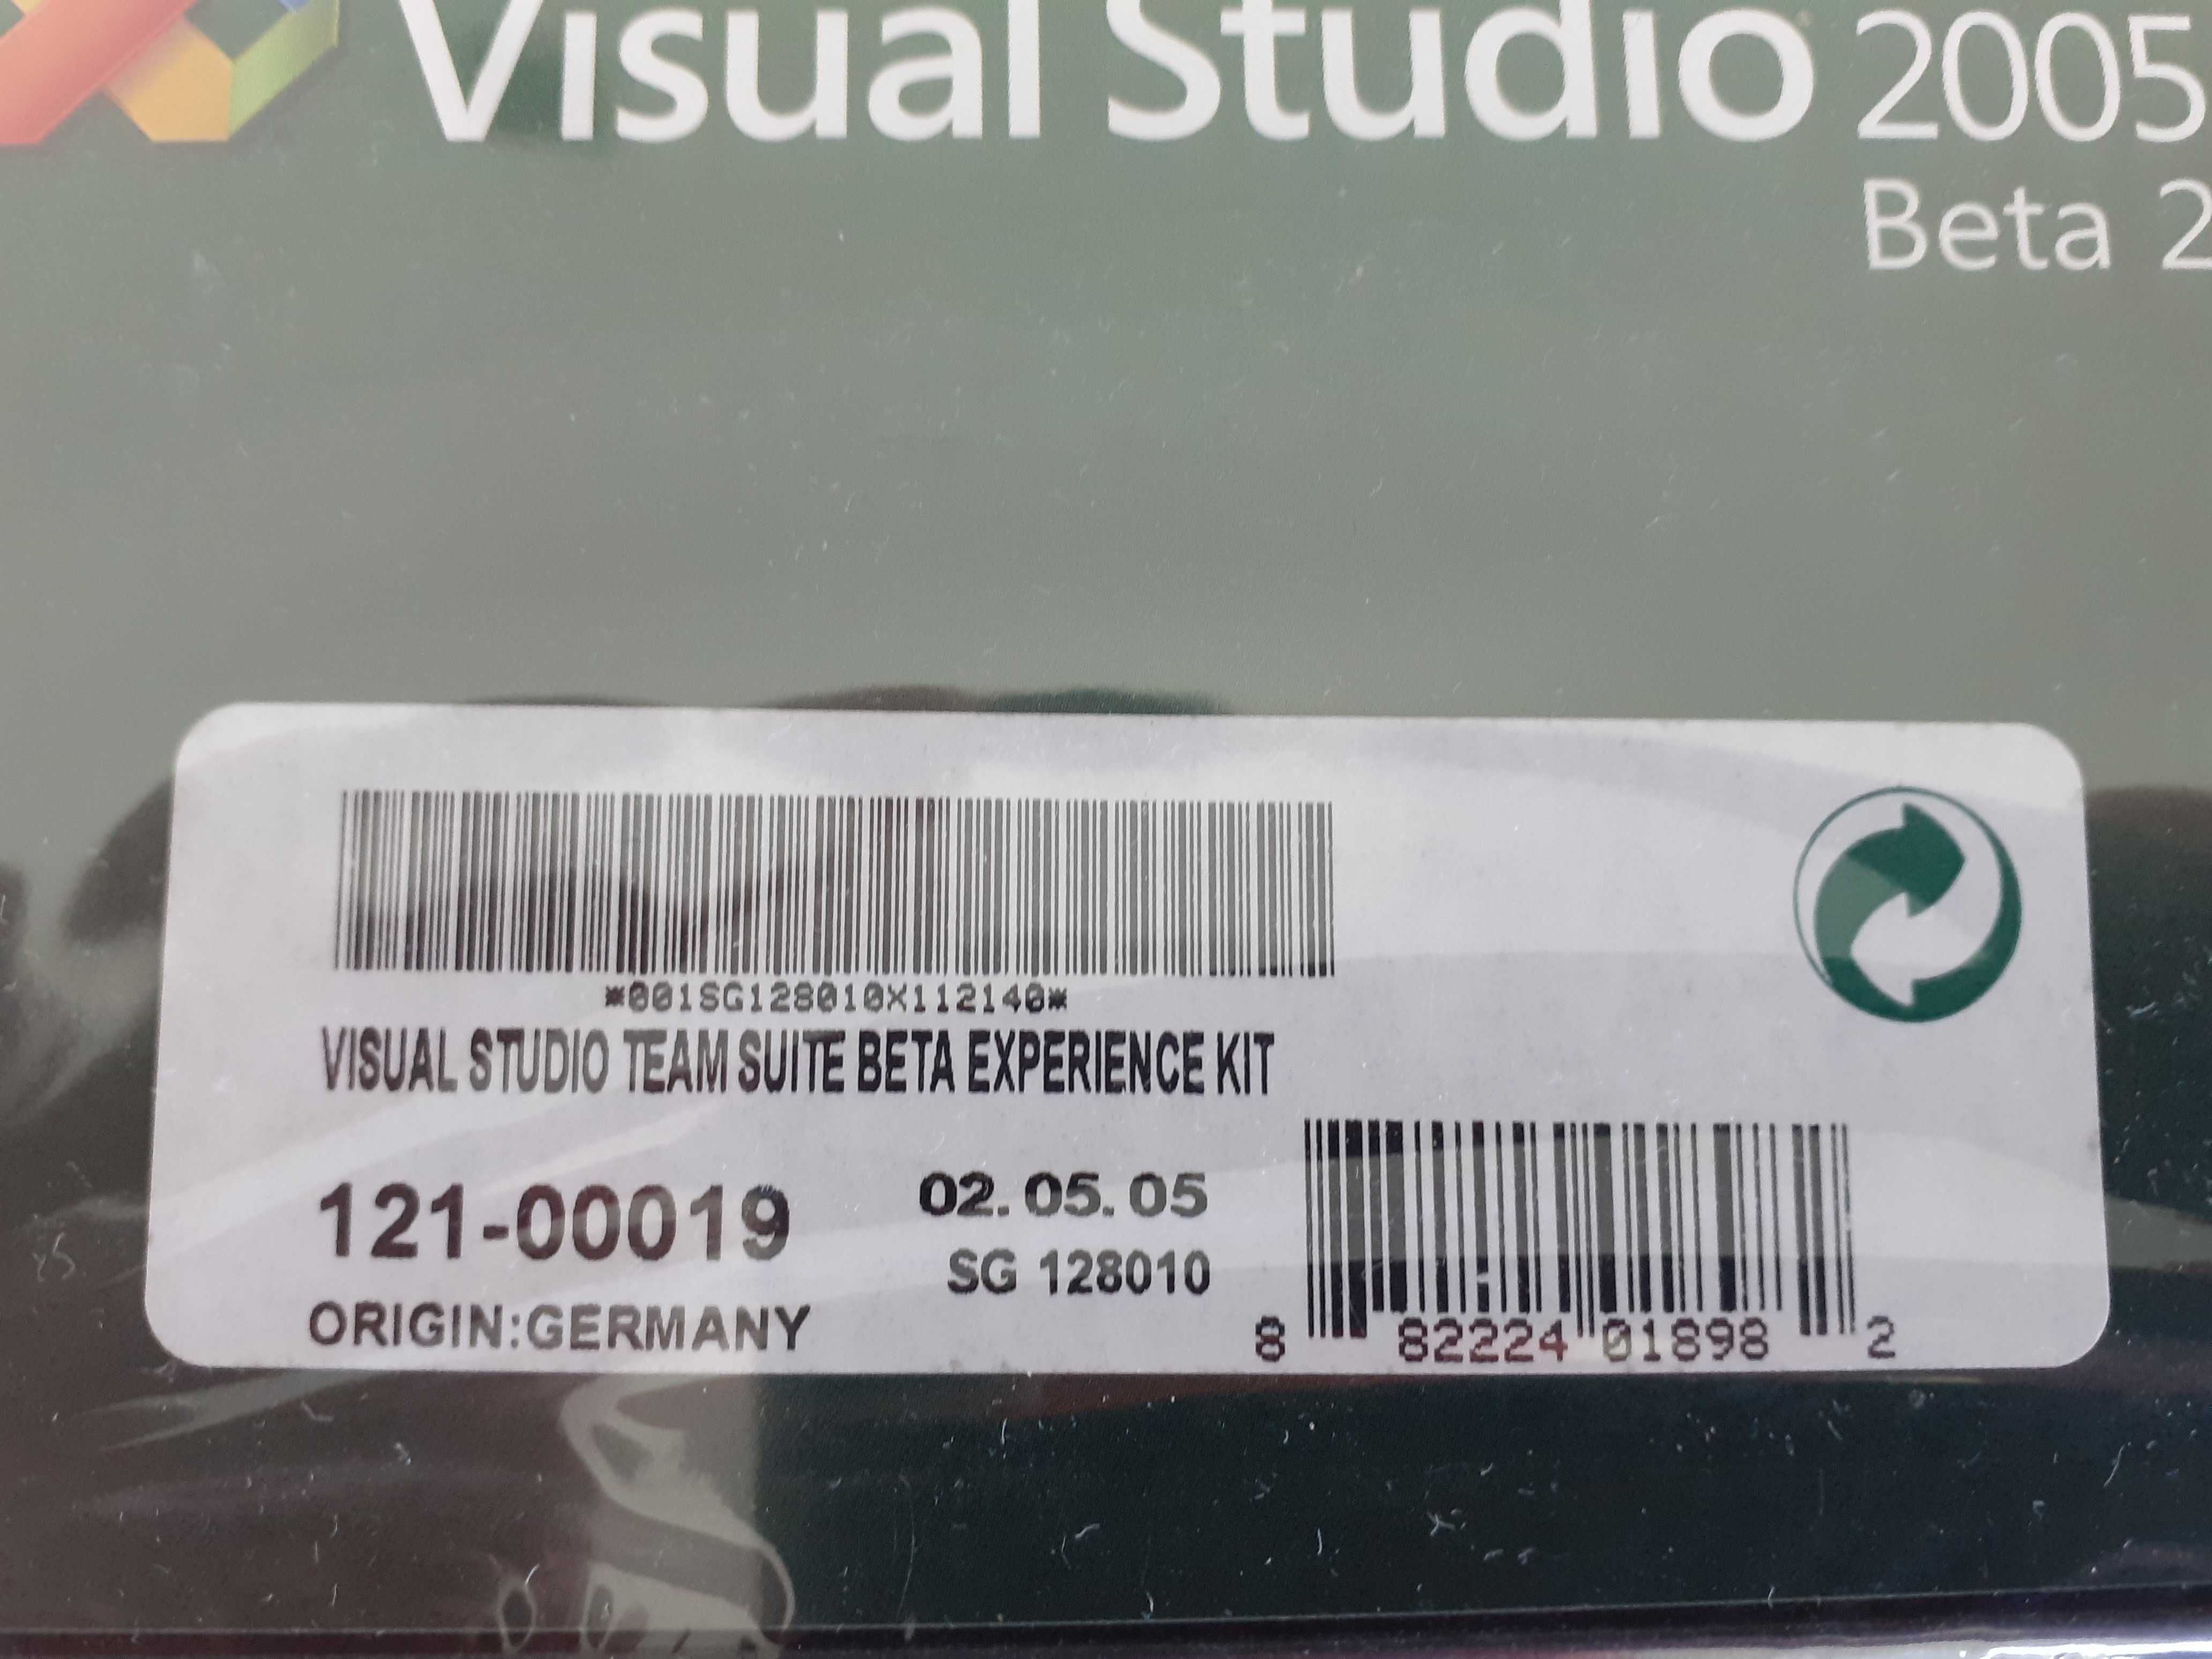 Visual Studio 2005
Beta 2
*001SG128010X112140*
VISUAL STUDIO TEAM SUITE BETA EXPERIENCE KIT
121-00019
02.05.05
SG 128010
ORIGIN:GERMANY
8 82224 01898 2